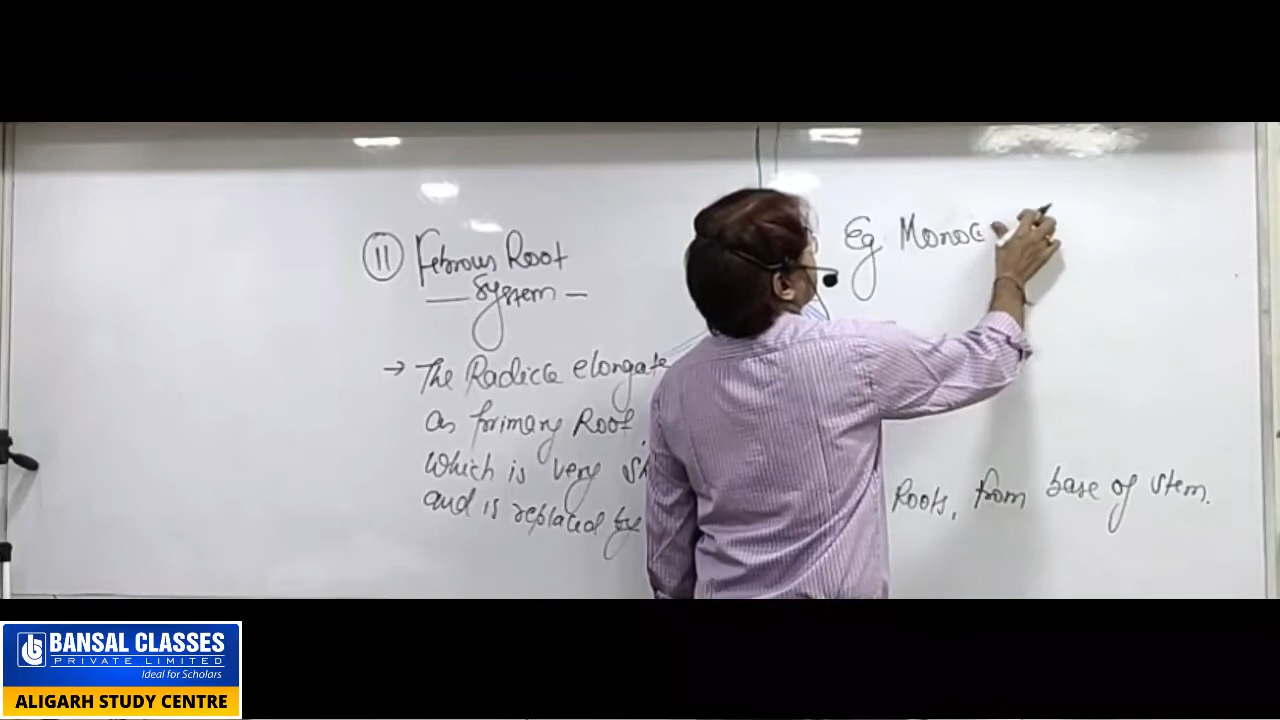 11 Febrous Root
System
→ The Radicle elongate
as primary Root,
which is very
and is replaced by Roots, from base of stem.
Eg Monoc
BANSAL CLASSES
PRIVATE LIMITED
Ideal for Scholars
ALIGARH STUDY CENTRE